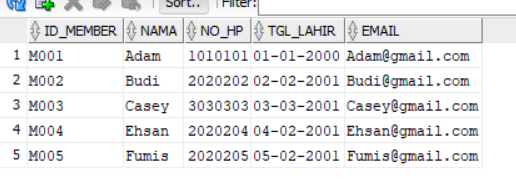 Sort.. Filter:
ID_MEMBER NAMA NO_HP TGL_LAHIR EMAIL
1 M001 Adam 1010101 01-01-2000 Adam@gmail.com
2 M002 Budi 2020202 02-02-2001 Budi@gmail.com
3 M003 Casey 3030303 03-03-2001 Casey@gmail.com
4 M004 Ehsan 2020204 04-02-2001 Ehsan@gmail.com
5 M005 Fumis 2020205 05-02-2001 Fumis@gmail.com